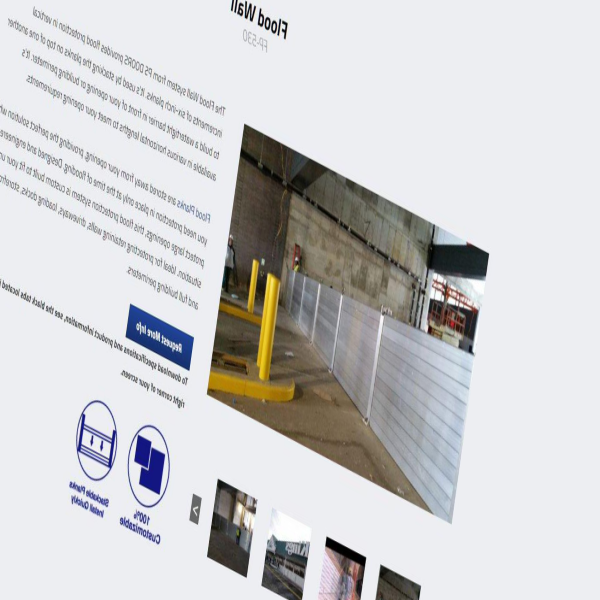 Flood Wall
FP-530
The Flood Wall system from PS DOORS provides flood protection in vertical
increments of six-inch planks. It's used by stacking the planks on top of one another
to build a watertight barrier in front of your opening or building perimeter. It's
available in various horizontal lengths to meet your opening requirements.
Flood Planks are stored away from your opening, providing the perfect solution
you need protection in place only at the time of flooding. Designed and engineered
protect large openings, this flood protection system is custom built to fit your
situation. Ideal for protecting retaining walls, driveways, loading docks,
and full building perimeters.
Request More Info
To download specifications and product information, see the black tabs located
right corner of your screen.
100%
Customizable
Stackable Planks
Install Quickly